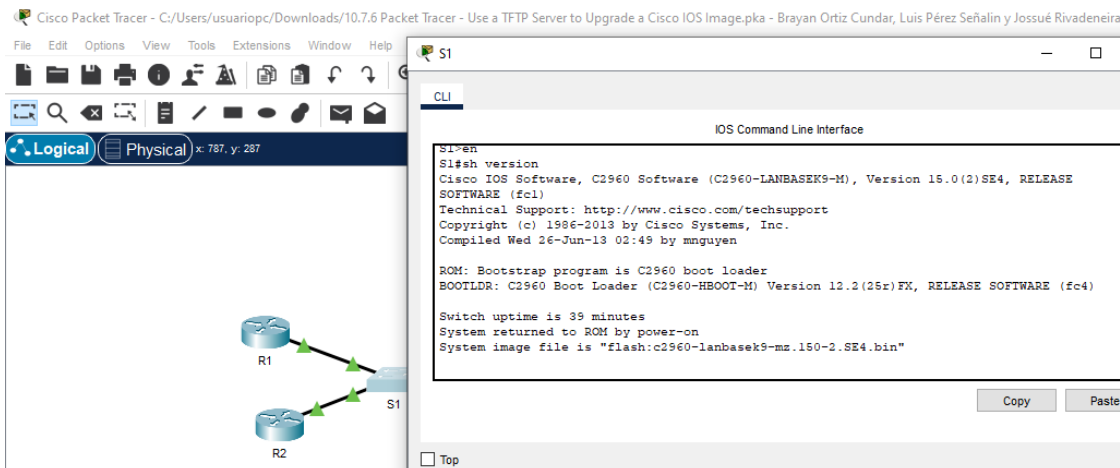 Cisco Packet Tracer - C:/Users/usuariopc/Downloads/10.7.6 Packet Tracer - Use a TFTP Server to Upgrade a Cisco IOS Image.pka - Brayan Ortiz Cundar, Luis Pérez Señalin y Jossué Rivadeneira
File Edit Options View Tools Extensions Window Help
S1
CLI
IOS Command Line Interface
Logical Physical x: 787, y: 287
S1>en
S1#sh version
Cisco IOS Software, C2960 Software (C2960-LANBASEK9-M), Version 15.0(2)SE4, RELEASE
SOFTWARE (fc1)
Technical Support: http://www.cisco.com/techsupport
Copyright (c) 1986-2013 by Cisco Systems, Inc.
Compiled Wed 26-Jun-13 02:49 by mnguyen
ROM: Bootstrap program is C2960 boot loader
BOOTLDR: C2960 Boot Loader (C2960-HBOOT-M) Version 12.2(25r)FX, RELEASE SOFTWARE (fc4)
Switch uptime is 39 minutes
System returned to ROM by power-on
System image file is "flash:c2960-lanbasek9-mz.150-2.SE4.bin"
R1
S1
R2
Copy Paste
Top